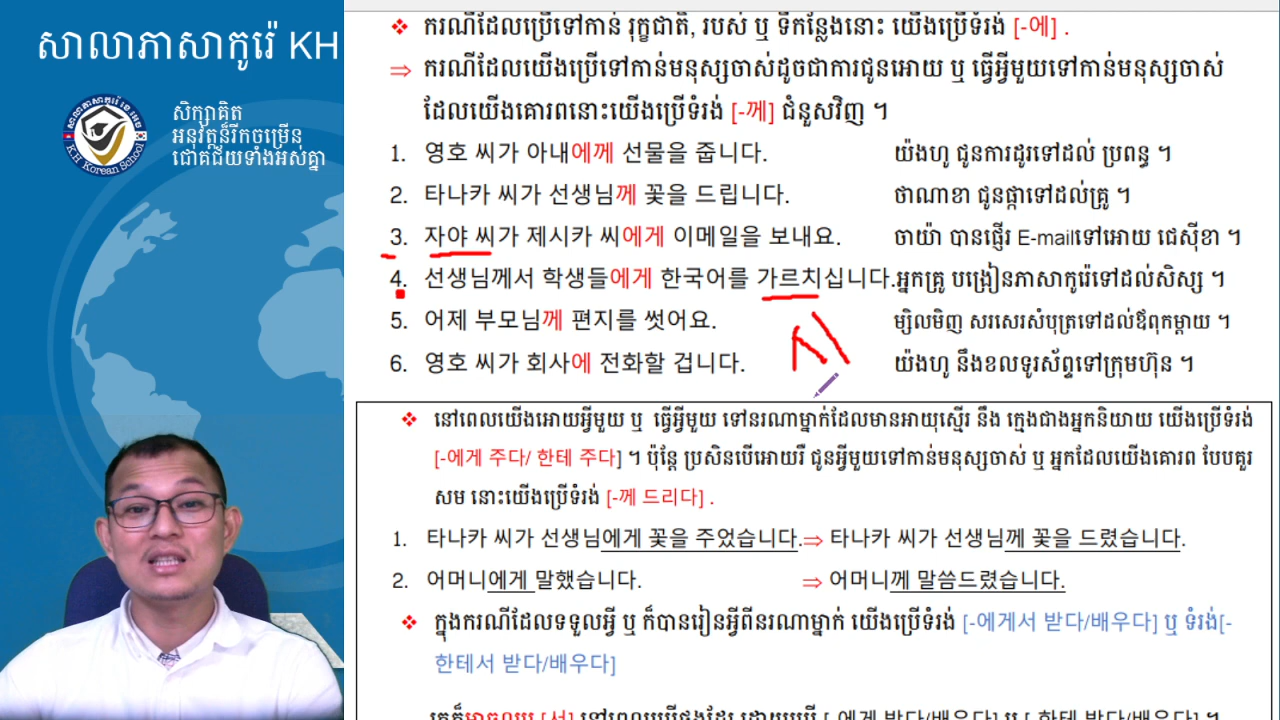 សាលាភាសាកូរ៉េ KH
K.H Korean School
សិក្សាគិត
អនុវត្តន៍រីកចម្រើន
ជោគជ័យទាំងអស់គ្នា
❖ ករណីដែលប្រើទៅកាន់ រុក្ខជាតិ, របស់ ឬ ទីកន្លែងនោះ យើងប្រើទំរង់ [-에] .
⇒ ករណីដែលយើងប្រើទៅកាន់មនុស្សចាស់ដូចជាការជូនអោយ ឬ ធ្វើអ្វីមួយទៅកាន់មនុស្សចាស់
ដែលយើងគោរពនោះយើងប្រើទំរង់ [-께] ជំនួសវិញ ។
1. 영호 씨가 아내에께 선물을 줍니다. យ៉ងហូ ជូនការដូរទៅដល់ ប្រពន្ធ ។
2. 타나카 씨가 선생님께 꽃을 드립니다. ថាណាខា ជូនផ្កាទៅដល់គ្រូ ។
3. 자야 씨가 제시카 씨에게 이메일을 보내요. ចាយ៉ា បានផ្ញើរ E-mailទៅអោយ ជេស៊ីខា ។
4. 선생님께서 학생들에게 한국어를 가르치십니다. អ្នកគ្រូ បង្រៀនភាសាកូរ៉េទៅដល់សិស្ស ។
5. 어제 부모님께 편지를 썻어요. ម្សិលមិញ សរសេរសំបុត្រទៅដល់ឪពុកម្តាយ ។
6. 영호 씨가 회사에 전화할 겁니다. យ៉ងហូ នឹងខលទូរស័ព្ទទៅក្រុមហ៊ុន ។
시
❖ នៅពេលយើងអោយអ្វីមួយ ឬ ធ្វើអ្វីមួយ ទៅនរណាម្នាក់ដែលមានអាយុស្មើរ នឹង ក្មេងជាងអ្នកនិយាយ យើងប្រើទំរង់
[-에게 주다/ 한테 주다] ។ ប៉ុន្តែ ប្រសិនបើអោយរឺ ជូនអ្វីមួយទៅកាន់មនុស្សចាស់ ឬ អ្នកដែលយើងគោរព បែបគួរ
សម នោះយើងប្រើទំរង់ [-께 드리다] .
1. 타나카 씨가 선생님에게 꽃을 주었습니다.⇒ 타나카 씨가 선생님께 꽃을 드렸습니다.
2. 어머니에게 말했습니다. ⇒ 어머니께 말씀드렸습니다.
❖ ក្នុងករណីដែលទទួលអ្វី ឬ ក៏បានរៀនអ្វីពីនរណាម្នាក់ យើងប្រើទំរង់ [-에게서 받다/배우다] ឬ ទំរង់[-
한테서 받다/배우다]